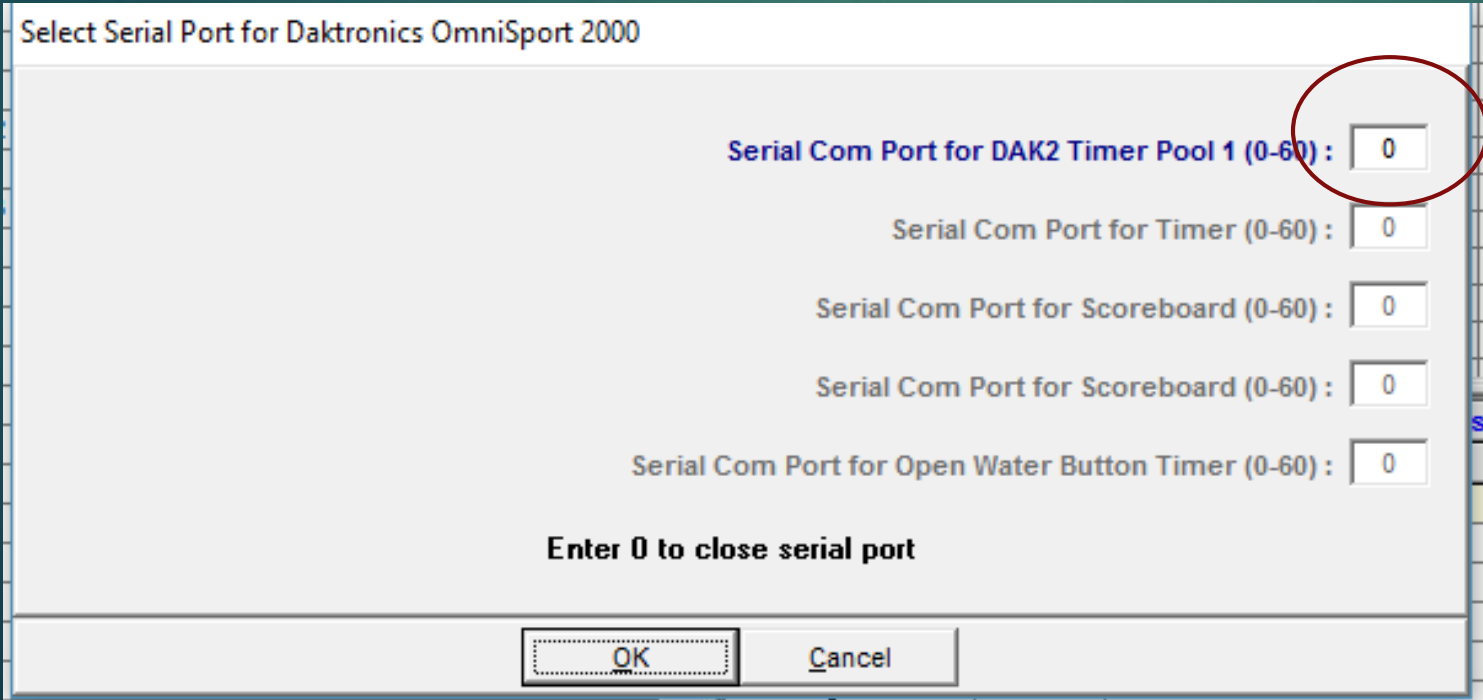 Select Serial Port for Daktronics OmniSport 2000
Serial Com Port for DAK2 Timer Pool 1 (0-60) : 0
Serial Com Port for Timer (0-60) : 0
Serial Com Port for Scoreboard (0-60) : 0
Serial Com Port for Scoreboard (0-60) : 0
Serial Com Port for Open Water Button Timer (0-60) : 0
Enter 0 to close serial port
OK Cancel